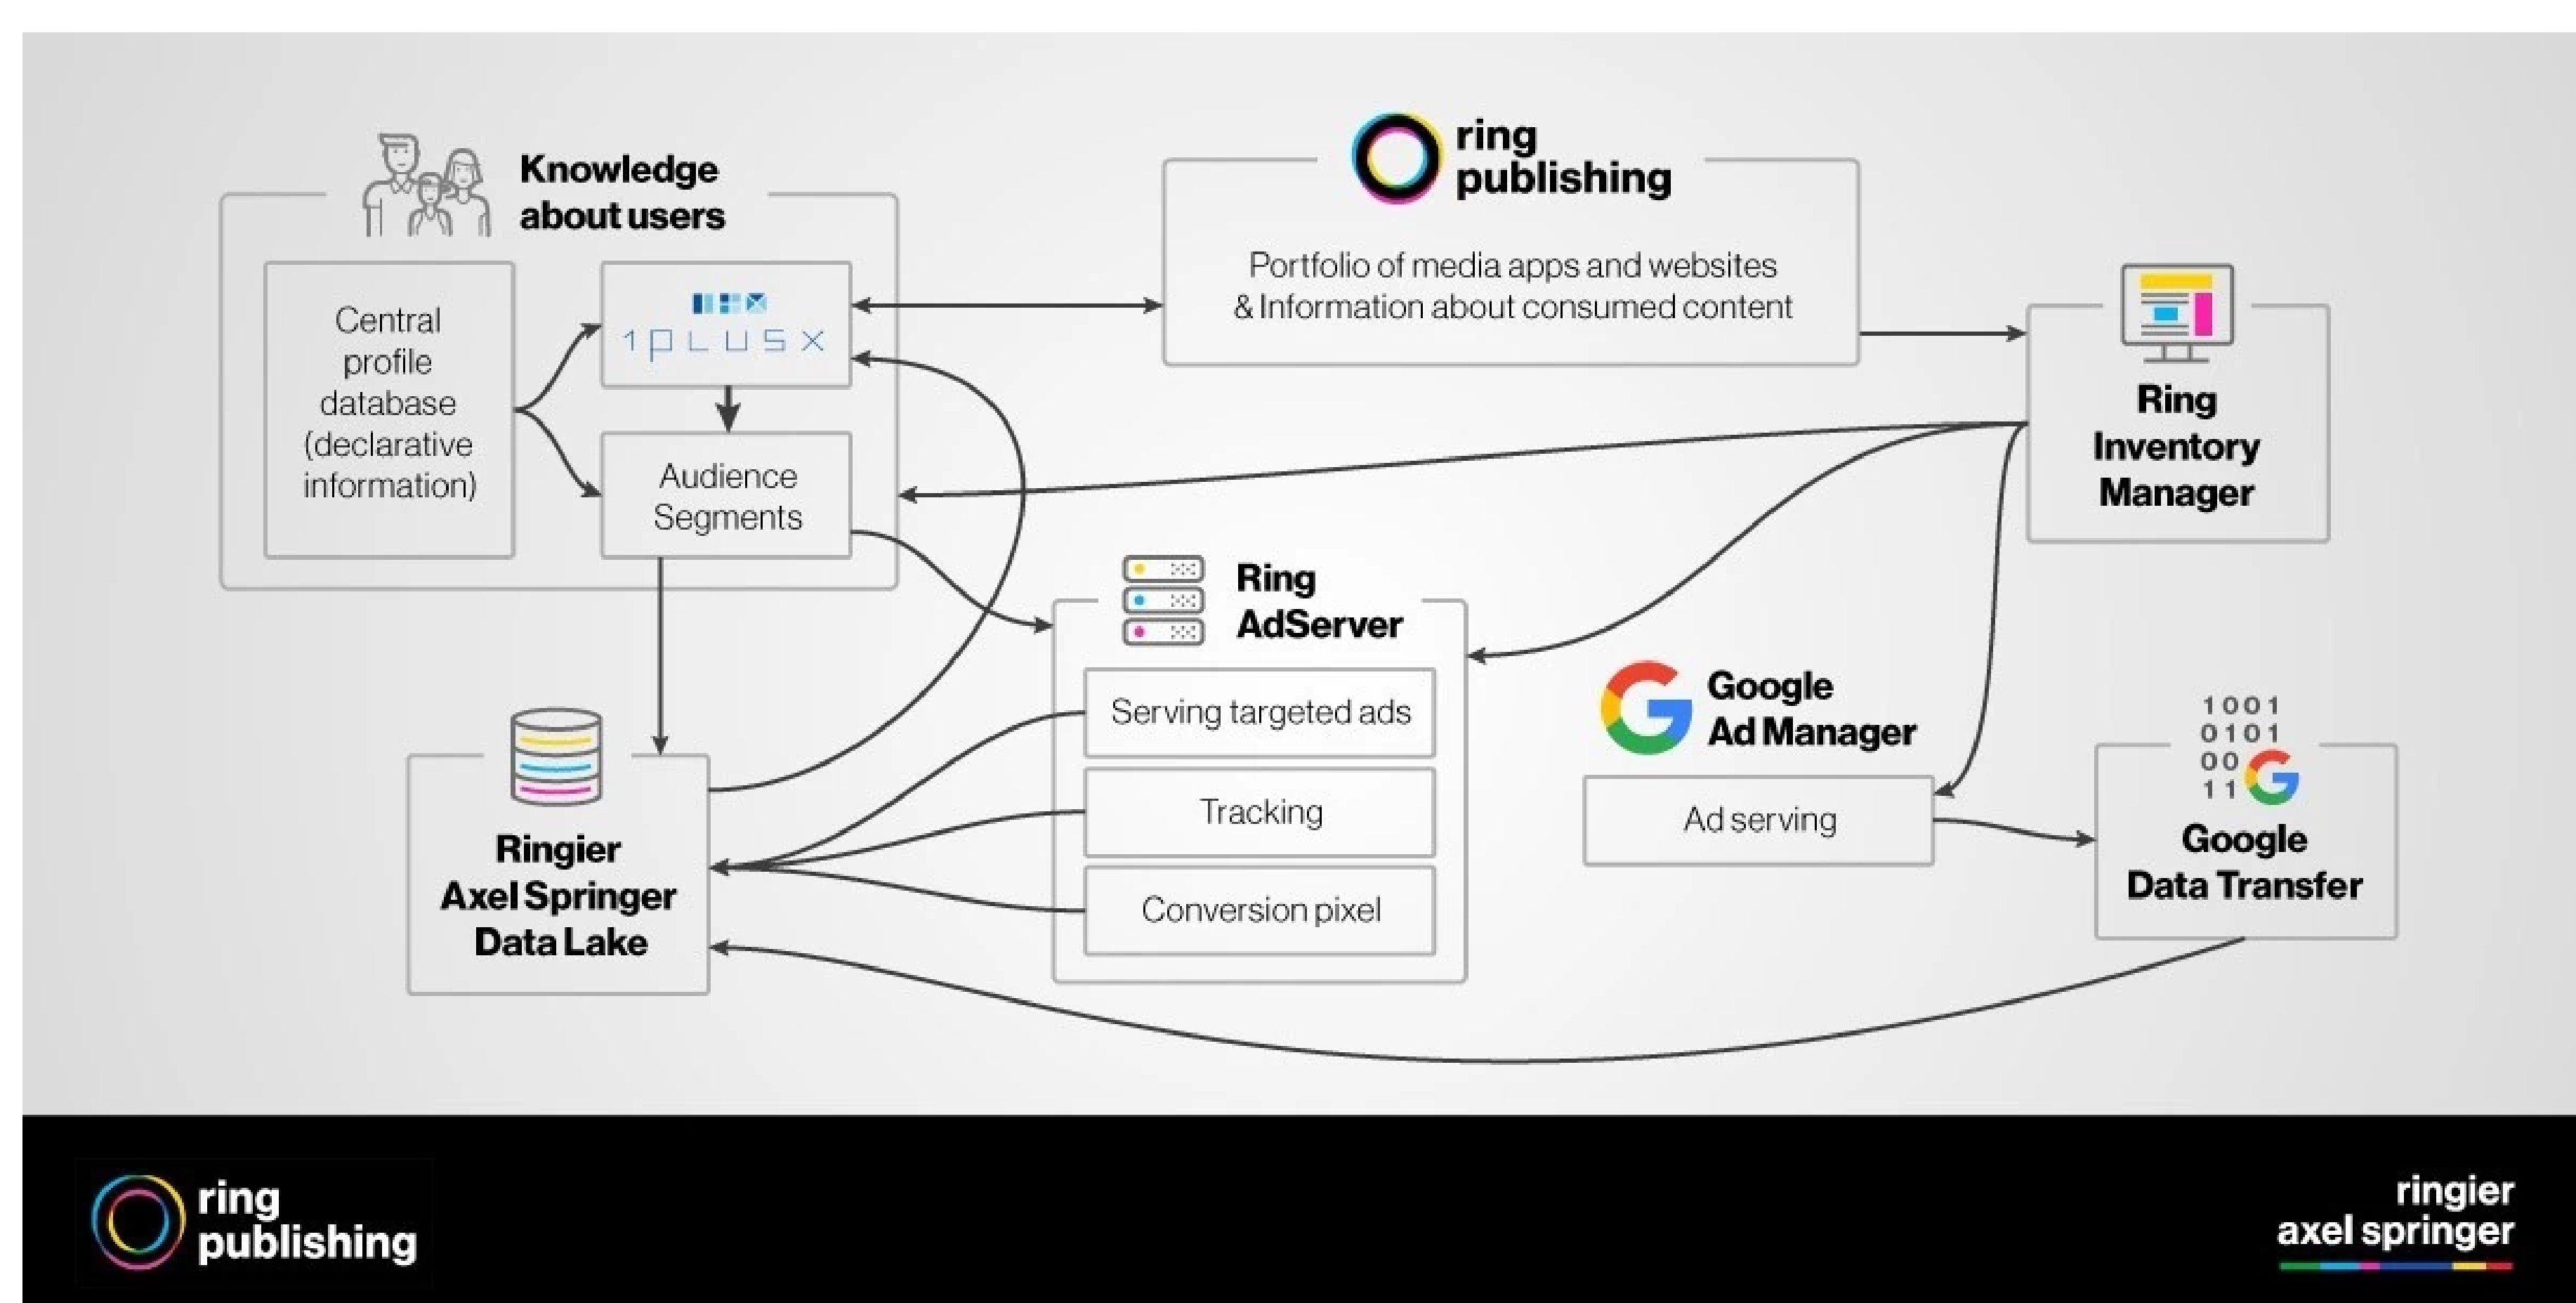 Knowledge
about users
Central
profile
database
(declarative
information)
1plusX
Audience
Segments
ring
publishing
Portfolio of media apps and websites
& Information about consumed content
Ring
Inventory
Manager
Ring
AdServer
Serving targeted ads
Tracking
Conversion pixel
Google
Ad Manager
Ad serving
1001
0101
00
11
Google
Data Transfer
Ringier
Axel Springer
Data Lake
ring
publishing
ringier
axel springer